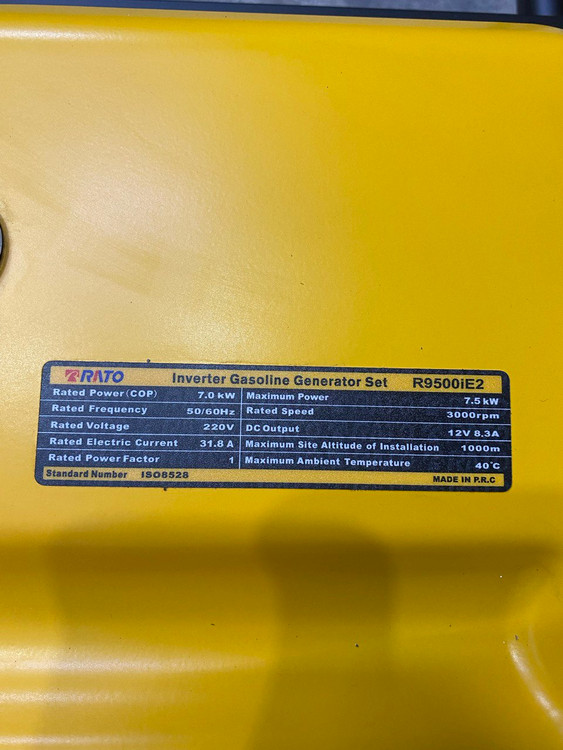 RATO Inverter Gasoline Generator Set R9500iE2
Rated Power(COP) 7.0 kW Maximum Power 7.5 kW
Rated Frequency 50/60Hz Rated Speed 3000rpm
Rated Voltage 220V DC Output 12V 8.3A
Rated Electric Current 31.8 A Maximum Site Altitude of Installation 1000m
Rated Power Factor 1 Maximum Ambient Temperature 40℃
Standard Number ISO8528 MADE IN P.R.C